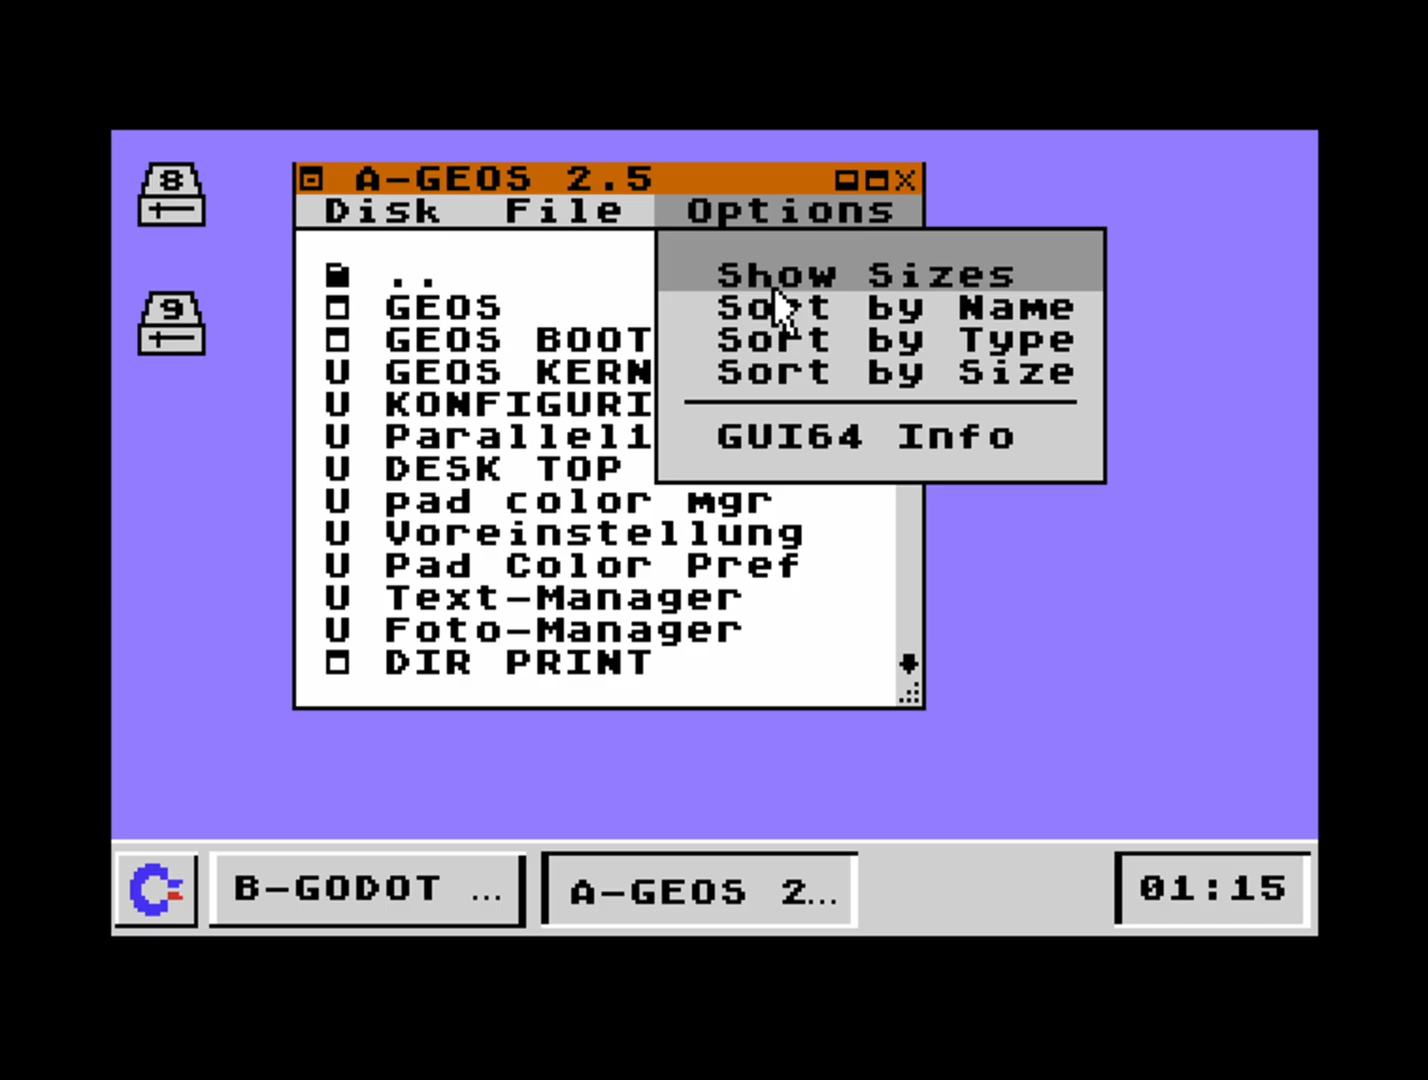 8
9
A-GEOS 2.5
Disk File Options
..
GEOS
GEOS BOOT
U GEOS KERN
U KONFIGURI
U Paralleli
U DESK TOP
U pad color mgr
U Voreinstellung
U Pad Color Pref
U Text-Manager
U Foto-Manager
DIR PRINT
Show Sizes
Sort by Name
Sort by Type
Sort by Size
GUI64 Info
B-GODOT ...
A-GEOS 2...
01:15